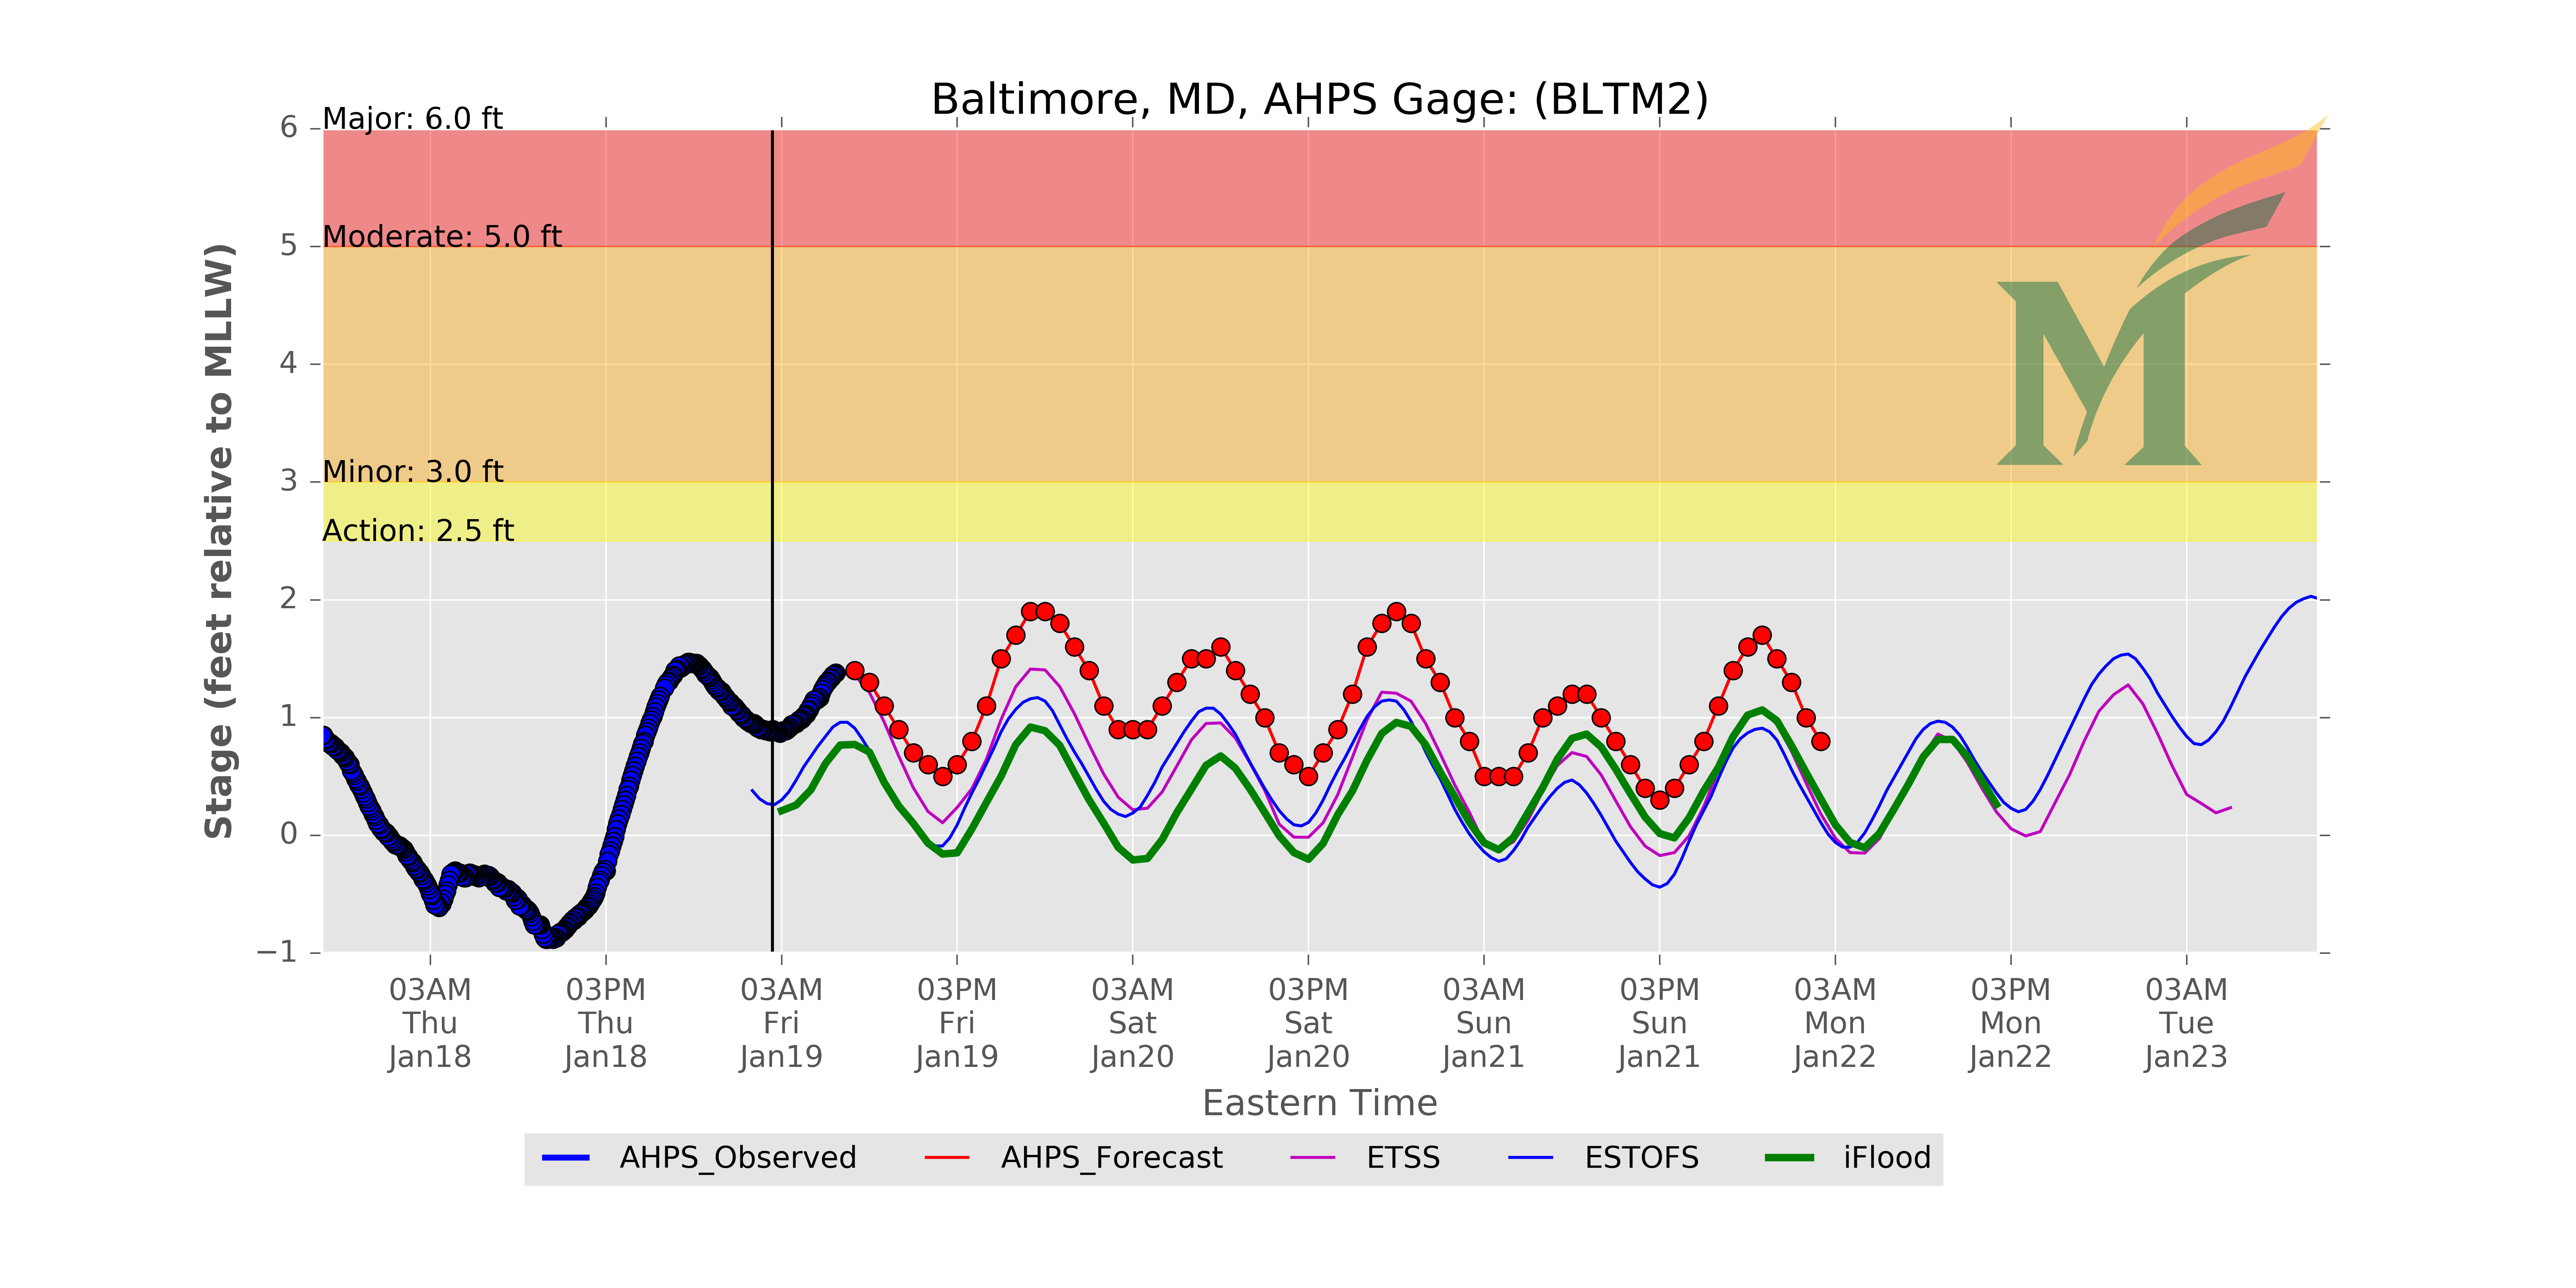 Baltimore, MD, AHPS Gage: (BLTM2)
Major: 6.0 ft
Moderate: 5.0 ft
Minor: 3.0 ft
Action: 2.5 ft
Stage (feet relative to MLLW)
6
5
4
3
2
1
0
−1
03AM 03PM 03AM 03PM 03AM 03PM 03AM 03PM 03AM 03PM 03AM
Thu Thu Fri Fri Sat Sat Sun Sun Mon Mon Tue
Jan18 Jan18 Jan19 Jan19 Jan20 Jan20 Jan21 Jan21 Jan22 Jan22 Jan23
Eastern Time
AHPS_Observed AHPS_Forecast ETSS ESTOFS iFlood
M